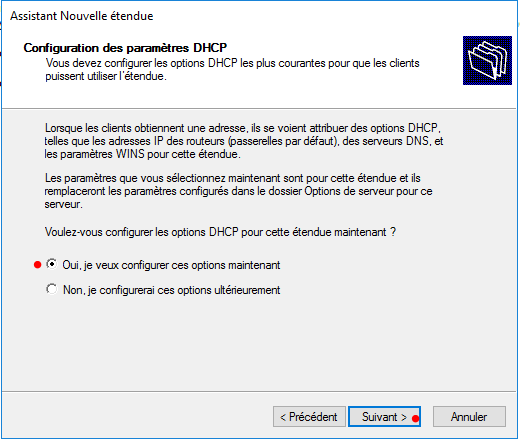 Assistant Nouvelle étendue
Configuration des paramètres DHCP
Vous devez configurer les options DHCP les plus courantes pour que les clients
puissent utiliser l'étendue.
Lorsque les clients obtiennent une adresse, ils se voient attribuer des options DHCP,
telles que les adresses IP des routeurs (passerelles par défaut), des serveurs DNS, et
les paramètres WINS pour cette étendue.
Les paramètres que vous sélectionnez maintenant sont pour cette étendue et ils
remplaceront les paramètres configurés dans le dossier Options de serveur pour ce
serveur.
Voulez-vous configurer les options DHCP pour cette étendue maintenant ?
Oui, je veux configurer ces options maintenant
Non, je configurerai ces options ultérieurement
< Précédent Suivant > Annuler